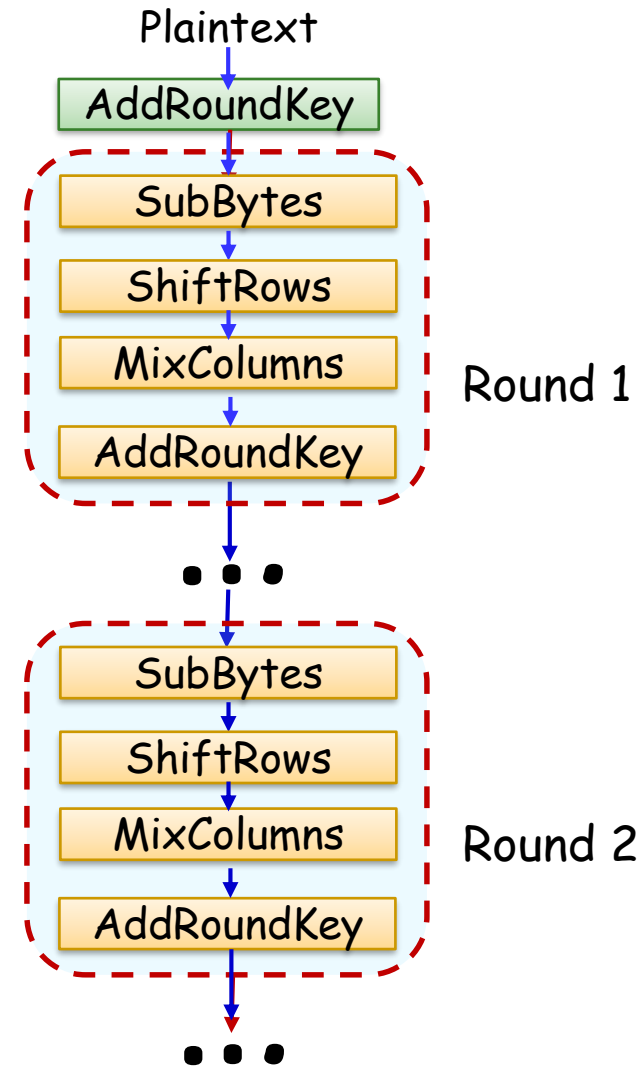 Plaintext
AddRoundKey
SubBytes
ShiftRows
MixColumns
Round 1
AddRoundKey
...
SubBytes
ShiftRows
MixColumns
Round 2
AddRoundKey
...